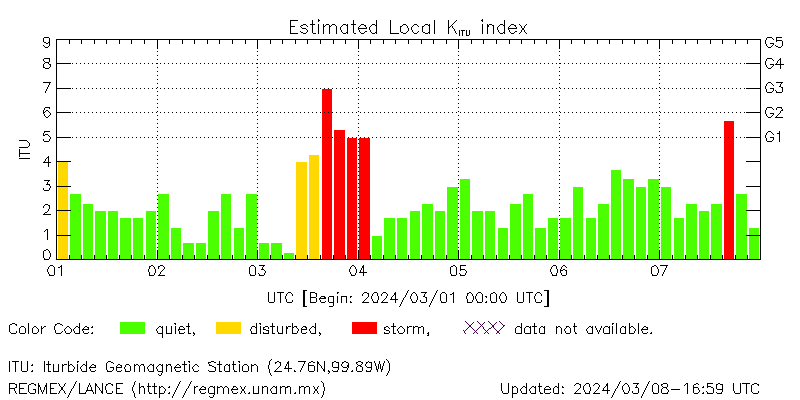 Estimated Local K_ITU index
9 G5
8 G4
7 G3
6 G2
5 G1
4
3
2
1
0
ITU
01 02 03 04 05 06 07
UTC [Begin: 2024/03/01 00:00 UTC]
Color Code: quiet, disturbed, storm, data not available.
ITU: Iturbide Geomagnetic Station (24.76N,99.89W)
REGMEX/LANCE (http://regmex.unam.mx) Updated: 2024/03/08-16:59 UTC